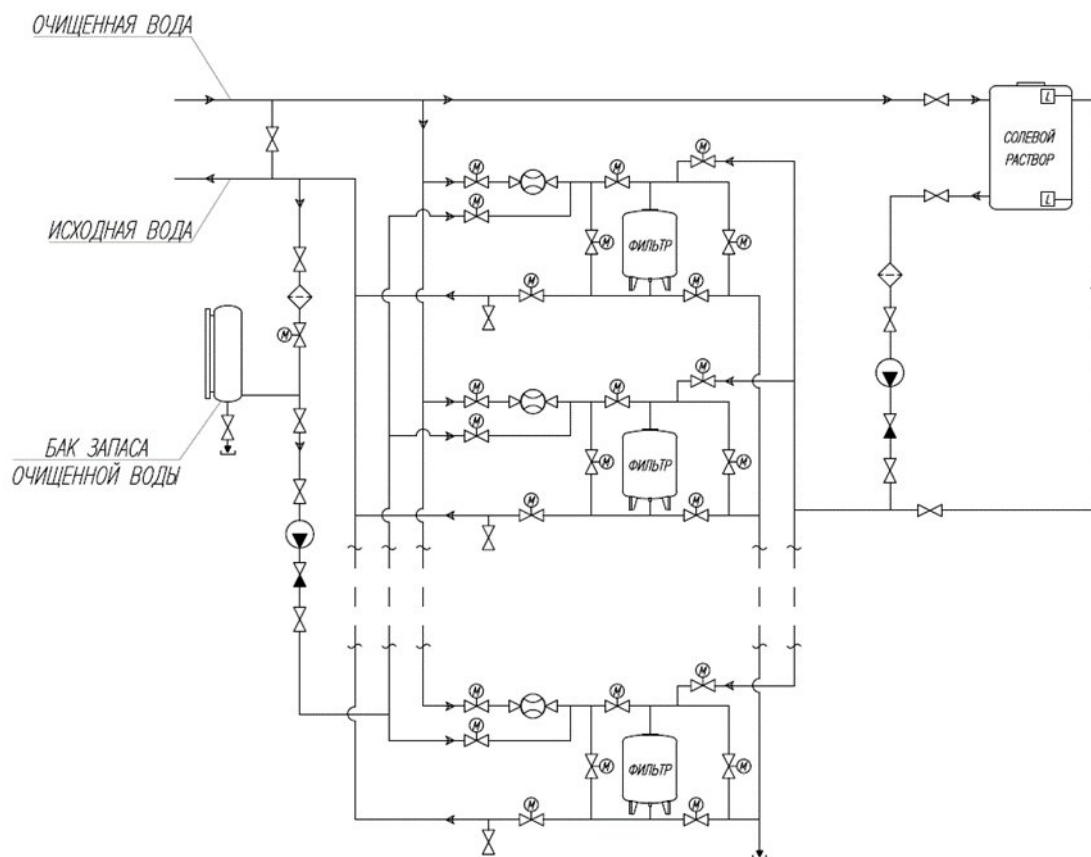 ОЧИЩЕННАЯ ВОДА
L
СОЛЕВОЙ
РАСТВОР
L
M
M M
M
ИСХОДНАЯ ВОДА
M ФИЛЬТР M
M M
M
M
M M
M
БАК ЗАПАСА
ОЧИЩЕННОЙ ВОДЫ
M ФИЛЬТР M
M M
M
M M
M
M ФИЛЬТР M
M M